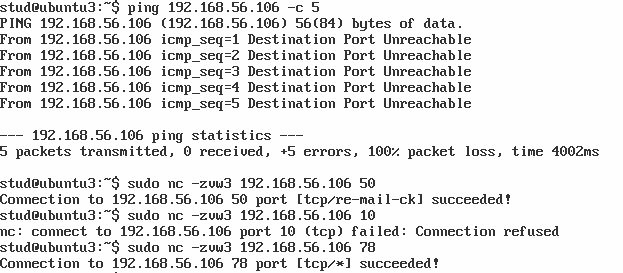 stud@ubuntu3:~$ ping 192.168.56.106 -c 5
PING 192.168.56.106 (192.168.56.106) 56(84) bytes of data.
From 192.168.56.106 icmp_seq=1 Destination Port Unreachable
From 192.168.56.106 icmp_seq=2 Destination Port Unreachable
From 192.168.56.106 icmp_seq=3 Destination Port Unreachable
From 192.168.56.106 icmp_seq=4 Destination Port Unreachable
From 192.168.56.106 icmp_seq=5 Destination Port Unreachable

--- 192.168.56.106 ping statistics ---
5 packets transmitted, 0 received, +5 errors, 100% packet loss, time 4002ms

stud@ubuntu3:~$ sudo nc -zvw3 192.168.56.106 50
Connection to 192.168.56.106 50 port [tcp/re-mail-ck] succeeded!
stud@ubuntu3:~$ sudo nc -zvw3 192.168.56.106 10
nc: connect to 192.168.56.106 port 10 (tcp) failed: Connection refused
stud@ubuntu3:~$ sudo nc -zvw3 192.168.56.106 78
Connection to 192.168.56.106 78 port [tcp/*] succeeded!